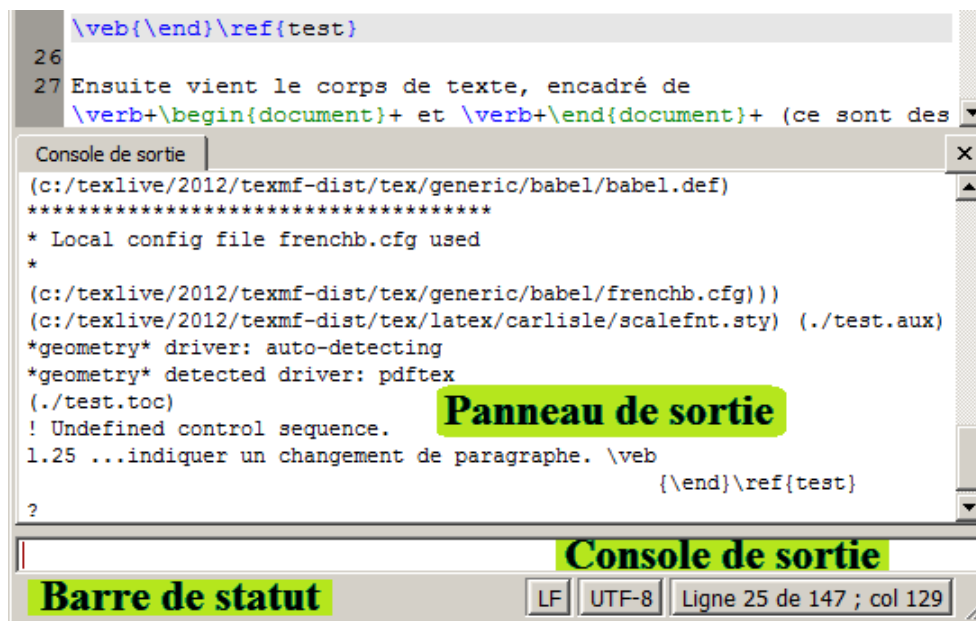 \veb{\end}\ref{test}
26
27 Ensuite vient le corps de texte, encadré de
\verb+\begin{document}+ et \verb+\end{document}+ (ce sont des
Console de sortie
(c:/texlive/2012/texmf-dist/tex/generic/babel/babel.def)
*************************************
* Local config file frenchb.cfg used
*
(c:/texlive/2012/texmf-dist/tex/generic/babel/frenchb.cfg)))
(c:/texlive/2012/texmf-dist/tex/latex/carlisle/scalefnt.sty) (./test.aux)
*geometry* driver: auto-detecting
*geometry* detected driver: pdftex
(./test.toc)
Panneau de sortie
! Undefined control sequence.
l.25 ...indiquer un changement de paragraphe. \veb
{\end}\ref{test}
?
Console de sortie
Barre de statut
LF UTF-8 Ligne 25 de 147 ; col 129